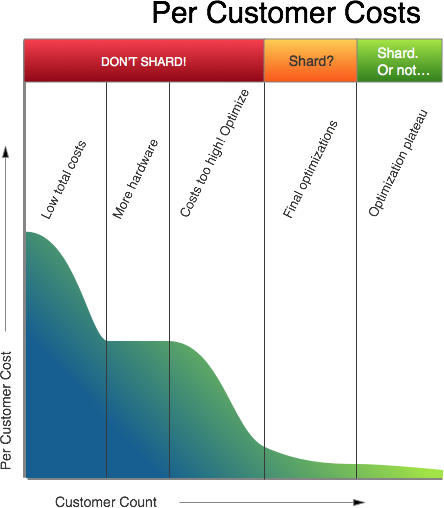 Per Customer Costs
DON'T SHARD!
Shard?
Shard.
Or not...
Low total costs
More hardware
Costs too high! Optimize
Final optimizations
Optimization plateau
Per Customer Cost
Customer Count